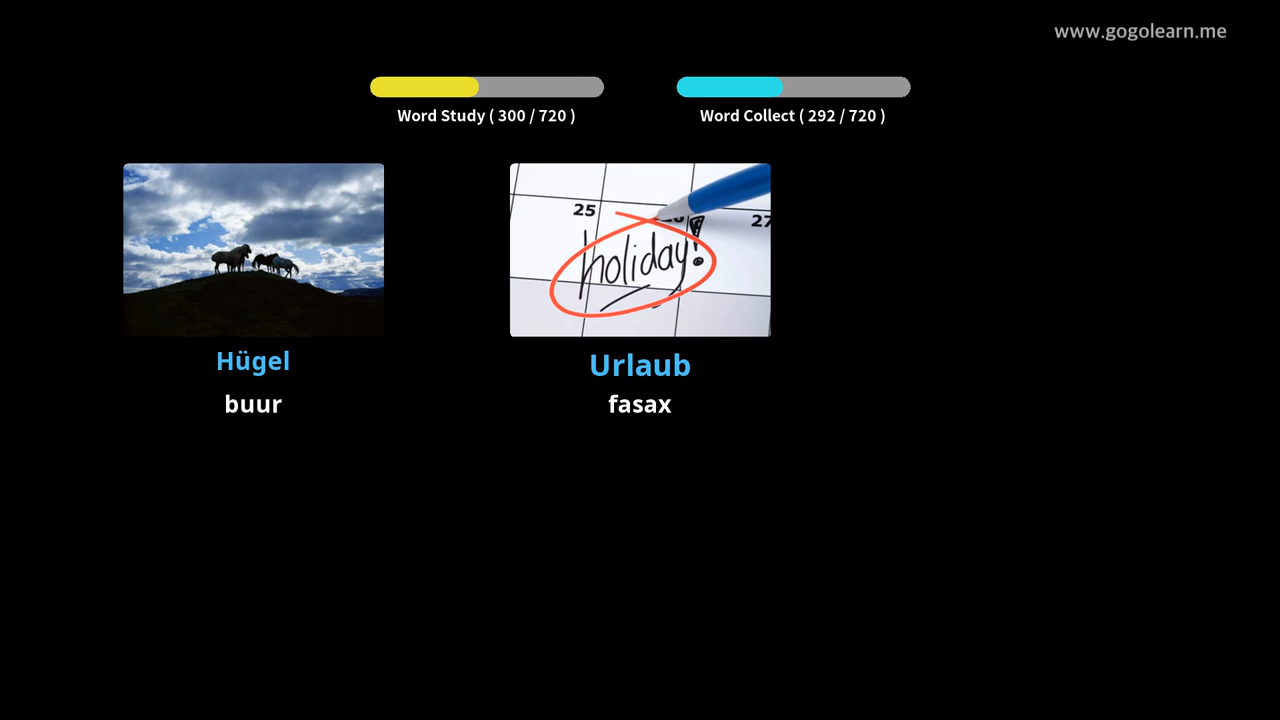 www.gogolearn.me
Word Study ( 300 / 720 )
Word Collect ( 292 / 720 )
25
27
holiday!
Hügel
Urlaub
buur
fasax